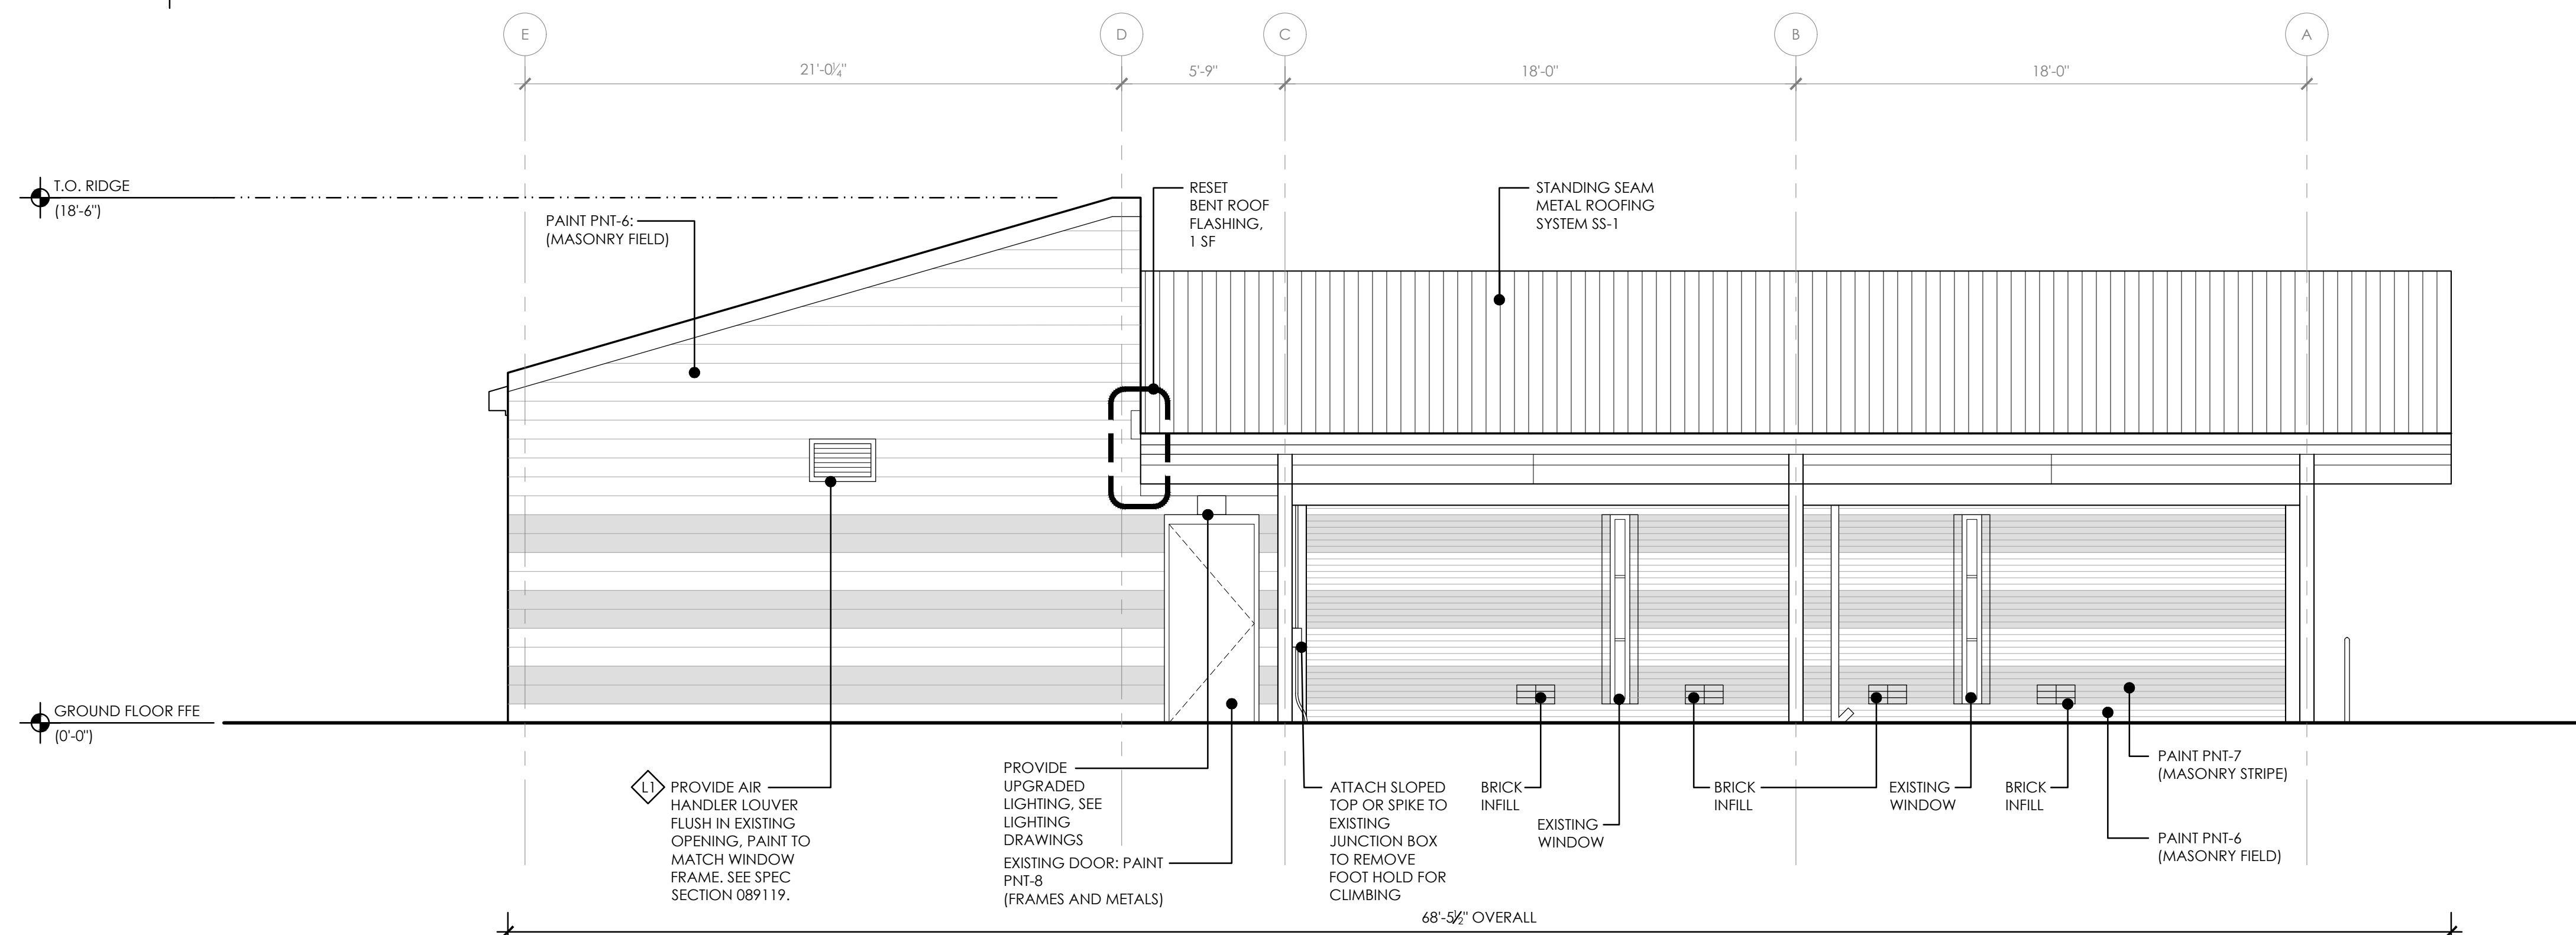 E
D
C
B
A
21'-0¼"
5'-9"
18'-0"
18'-0"
T.O. RIDGE
(18'-6")
PAINT PNT-6:
(MASONRY FIELD)
RESET
BENT ROOF
FLASHING,
1 SF
STANDING SEAM
METAL ROOFING
SYSTEM SS-1
GROUND FLOOR FFE
(0'-0")
L1
PROVIDE AIR
HANDLER LOUVER
FLUSH IN EXISTING
OPENING, PAINT TO
MATCH WINDOW
FRAME. SEE SPEC
SECTION 089119.
PROVIDE
UPGRADED
LIGHTING, SEE
LIGHTING
DRAWINGS
EXISTING DOOR: PAINT
PNT-8
(FRAMES AND METALS)
ATTACH SLOPED
TOP OR SPIKE TO
EXISTING
JUNCTION BOX
TO REMOVE
FOOT HOLD FOR
CLIMBING
BRICK
INFILL
EXISTING
WINDOW
BRICK
INFILL
EXISTING
WINDOW
BRICK
INFILL
PAINT PNT-7
(MASONRY STRIPE)
PAINT PNT-6
(MASONRY FIELD)
68'-5½" OVERALL